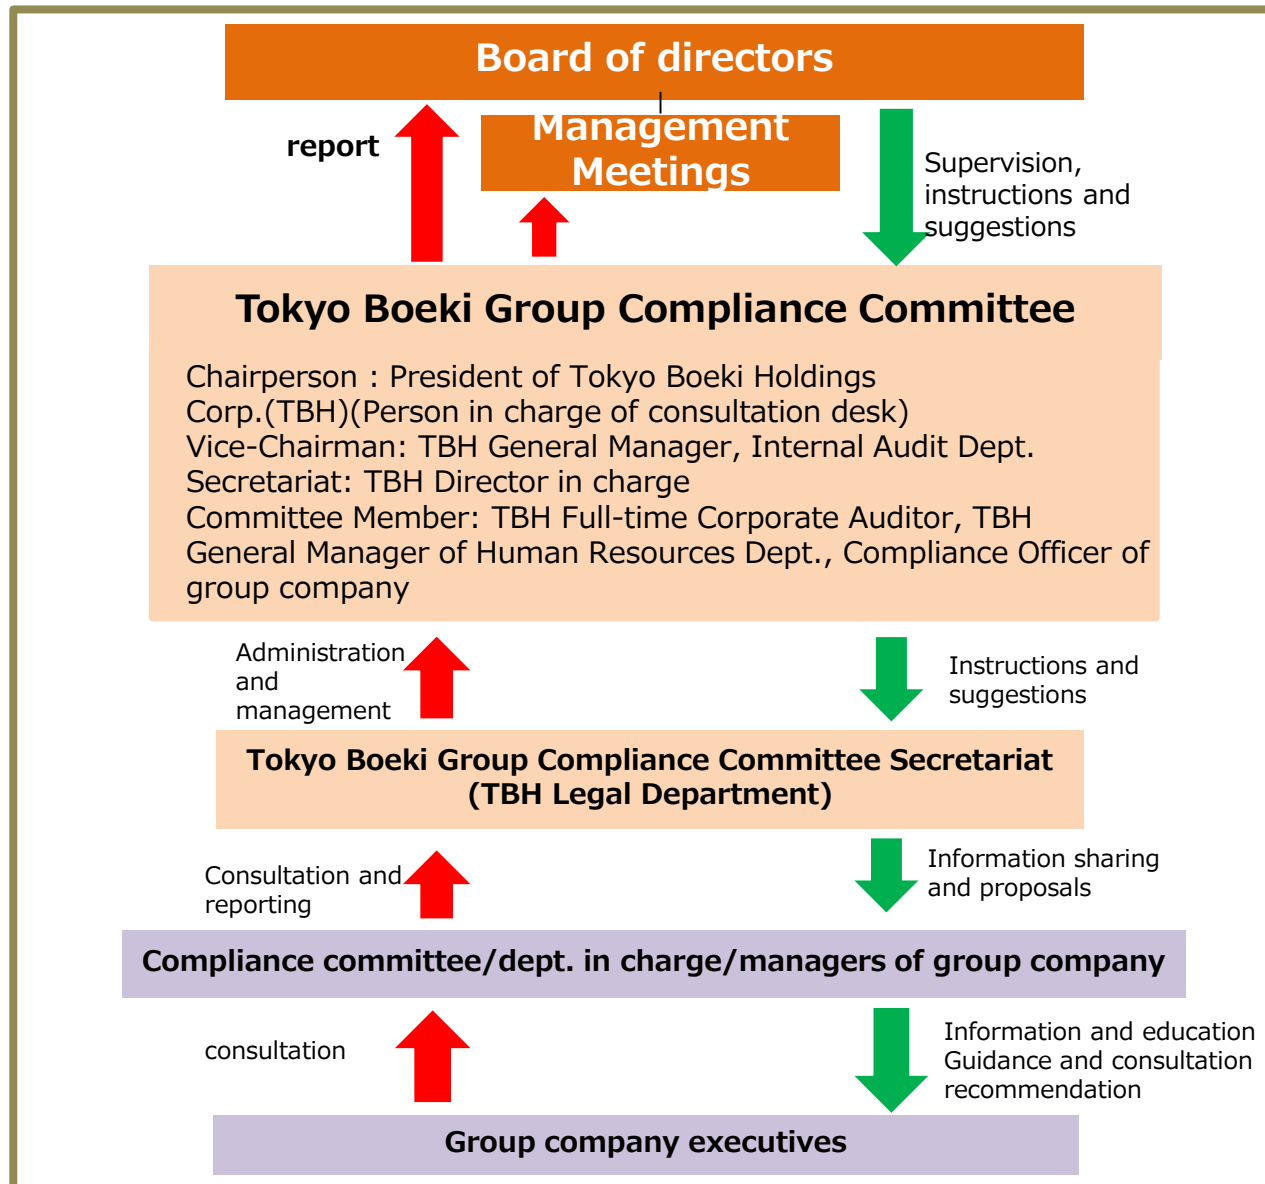 Board of directors
report
Management
Meetings
Supervision,
instructions and
suggestions
Tokyo Boeki Group Compliance Committee
Chairperson : President of Tokyo Boeki Holdings
Corp.(TBH)(Person in charge of consultation desk)
Vice-Chairman: TBH General Manager, Internal Audit Dept.
Secretariat: TBH Director in charge
Committee Member: TBH Full-time Corporate Auditor, TBH
General Manager of Human Resources Dept., Compliance Officer of
group company
Administration
and
management
Instructions and
suggestions
Tokyo Boeki Group Compliance Committee Secretariat
(TBH Legal Department)
Consultation and
reporting
Information sharing
and proposals
Compliance committee/dept. in charge/managers of group company
consultation
Information and education
Guidance and consultation
recommendation
Group company executives